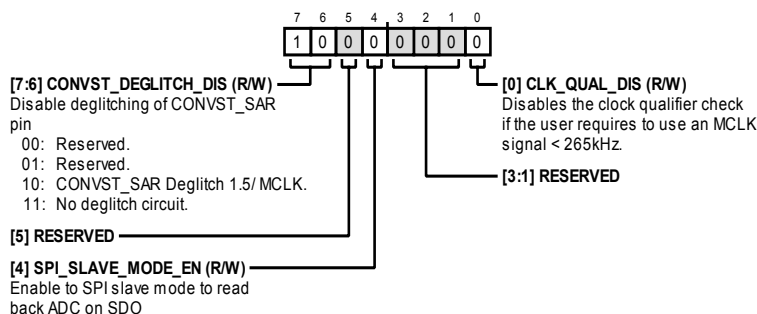 7 6 5 4 3 2 1 0
1 0 0 0 0 0 0 0
[7:6] CONVST_DEGLITCH_DIS (R/W)
Disable deglitching of CONVST_SAR
pin
00: Reserved.
01: Reserved.
10: CONVST_SAR Deglitch 1.5/ MCLK.
11: No deglitch circuit.
[5] RESERVED
[4] SPI_SLAVE_MODE_EN (R/W)
Enable to SPI slave mode to read
back ADC on SDO
[0] CLK_QUAL_DIS (R/W)
Disables the clock qualifier check
if the user requires to use an MCLK
signal < 265kHz.
[3:1] RESERVED